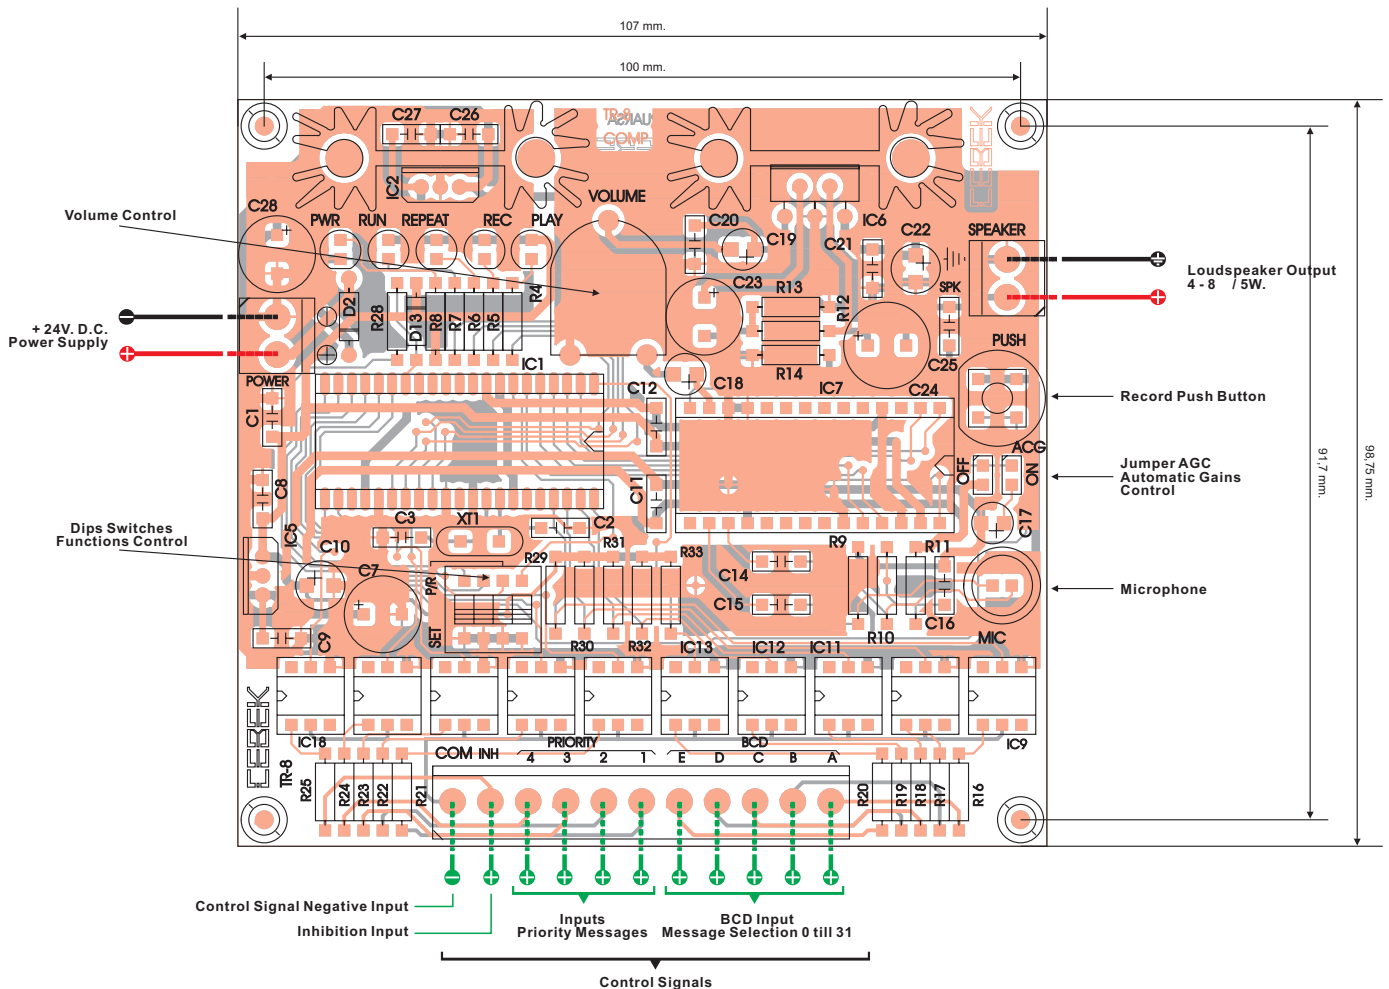 107 mm.
100 mm.
C27
C26
TR-8
COMP
CEBEK
IC2
VOLUME
C28
PWR
RUN
REPEAT
REC
PLAY
C20
C19
IC6
C21
C22
SPEAKER
Volume Control
Loudspeaker Output
4 - 8 / 5W.
+ 24V. D.C.
Power Supply
D2
R28
D13
R8
R7
R6
R5
R4
C23
R13
R12
SPK
R14
C25
PUSH
POWER
IC1
C18
IC7
C24
Record Push Button
C1
C12
ACG
OFF
ON
Jumper AGC
Automatic Gains
Control
91,7 mm.
98,75 mm.
C8
C11
C17
Dips Switches
Functions Control
IC5
C3
XT1
C2
R29
R31
R33
R9
R11
C10
C7
P/R
C14
C15
C16
Microphone
SET
C9
R30
R32
IC13
IC12
IC11
R10
MIC
CEBEK
TR-8
IC18
IC9
COM
INH
PRIORITY
4 3 2 1
BCD
E D C B A
R25
R24
R23
R22
R21
R20
R19
R18
R17
R16
Control Signal Negative Input
Inhibition Input
Inputs
Priority Messages
BCD Input
Message Selection 0 till 31
Control Signals